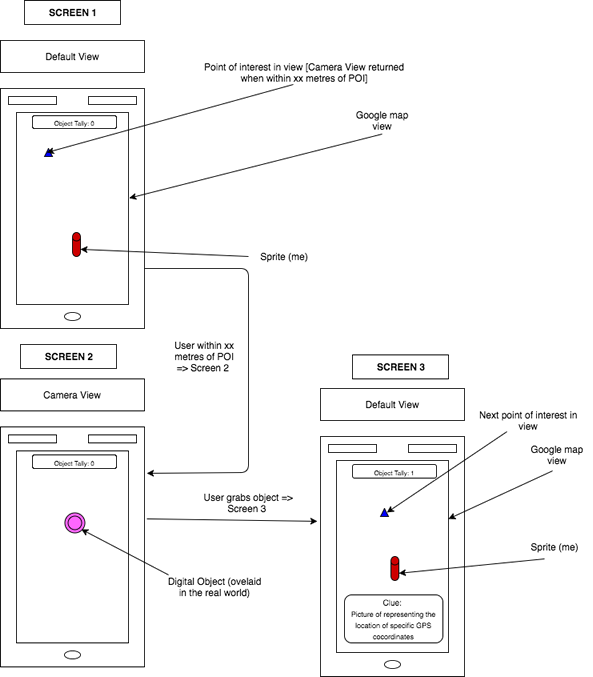 SCREEN 1
Default View
Point of interest in view [Camera View returned
when within xx metres of POI]
Google map
view
Object Tally: 0
Sprite (me)
User within xx
metres of POI
=> Screen 2
SCREEN 2
Camera View
Object Tally: 0
Digital Object (ovelaid
in the real world)
User grabs object =>
Screen 3
SCREEN 3
Default View
Next point of interest in
view
Google map
view
Object Tally: 1
Sprite (me)
Clue:
Picture of representing the
location of specific GPS
cocordinates